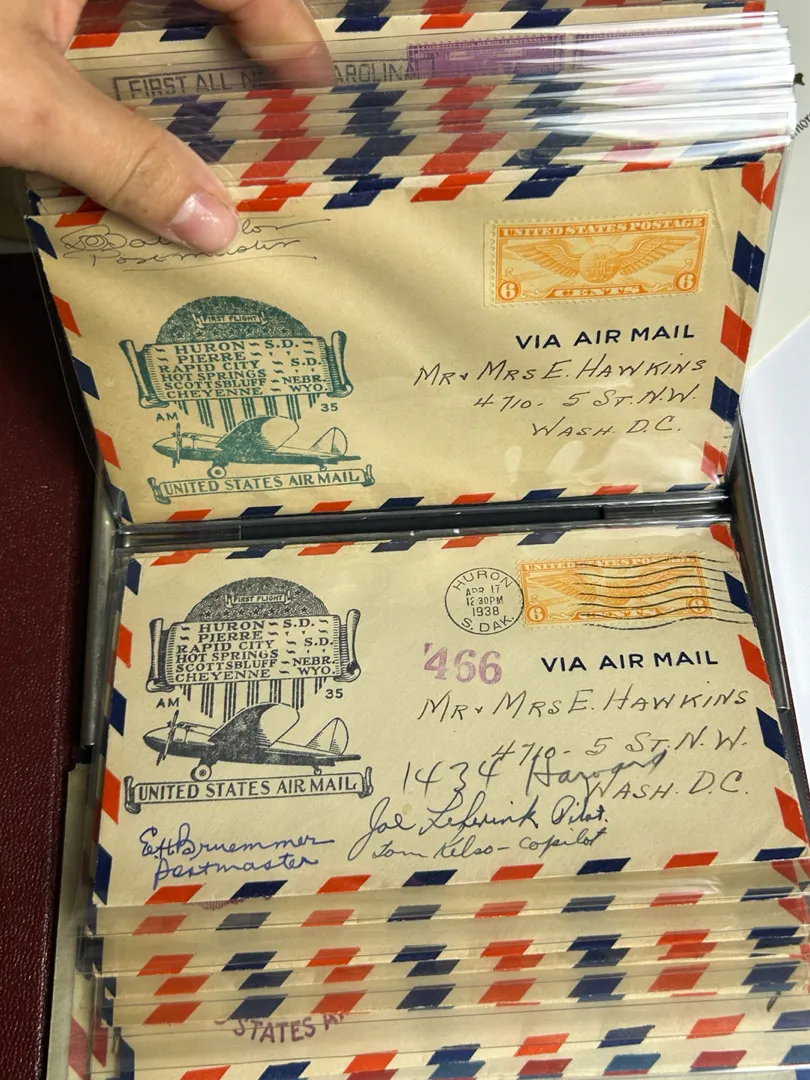 FIRST ALL N CAROLINA
Postmaster
UNITED STATES POSTAGE
6 CENTS 6
FIRST FLIGHT
HURON - S.D.
PIERRE " "
RAPID CITY S.D.
HOT SPRINGS " "
SCOTTSBLUFF - NEBR.
CHEYENNE - WYO.
AM 35
UNITED STATES AIR MAIL
VIA AIR MAIL
MR & MRS E. HAWKINS
4710 - 5 ST. N.W.
WASH. D.C.
HURON
APR 17
12 30PM
1938
S. DAK.
UNITED STATES POSTAGE
6 CENTS 6
FIRST FLIGHT
HURON - S.D.
PIERRE " "
RAPID CITY S.D.
HOT SPRINGS " "
SCOTTSBLUFF - NEBR.
CHEYENNE - WYO.
AM 35
UNITED STATES AIR MAIL
'466
VIA AIR MAIL
MR & MRS E. HAWKINS
4710 - 5 ST. N.W.
1434 Harvard
WASH. D.C.
Joe Leferink Pilot.
Tom Kelso - copilot
E.H. Bruemmer
Postmaster
STATES